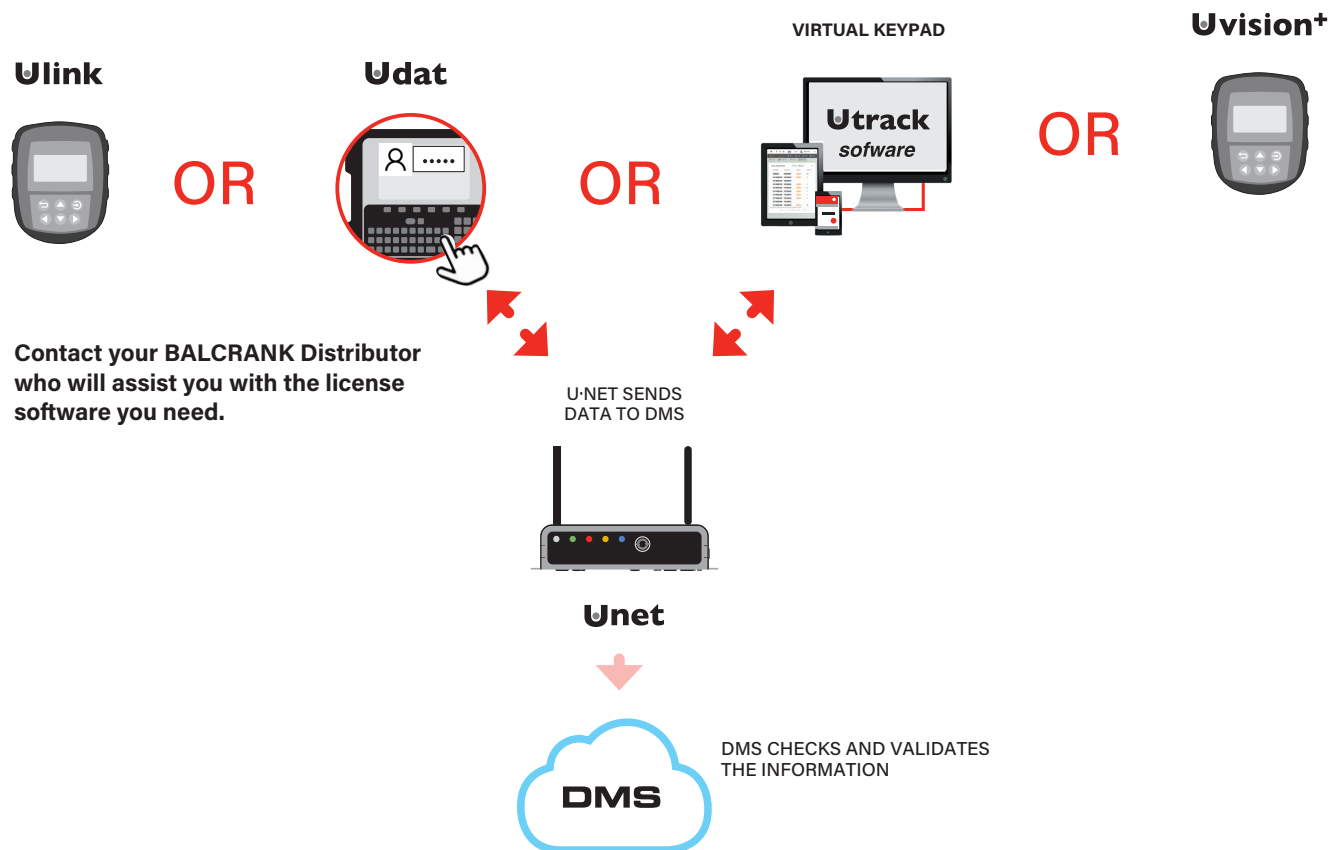 VIRTUAL KEYPAD
Uvision+
Ulink
Udat
Utrack
sofware
OR
OR
OR
Contact your BALCRANK Distributor
who will assist you with the license
software you need.
U·NET SENDS
DATA TO DMS
Unet
DMS CHECKS AND VALIDATES
THE INFORMATION
DMS